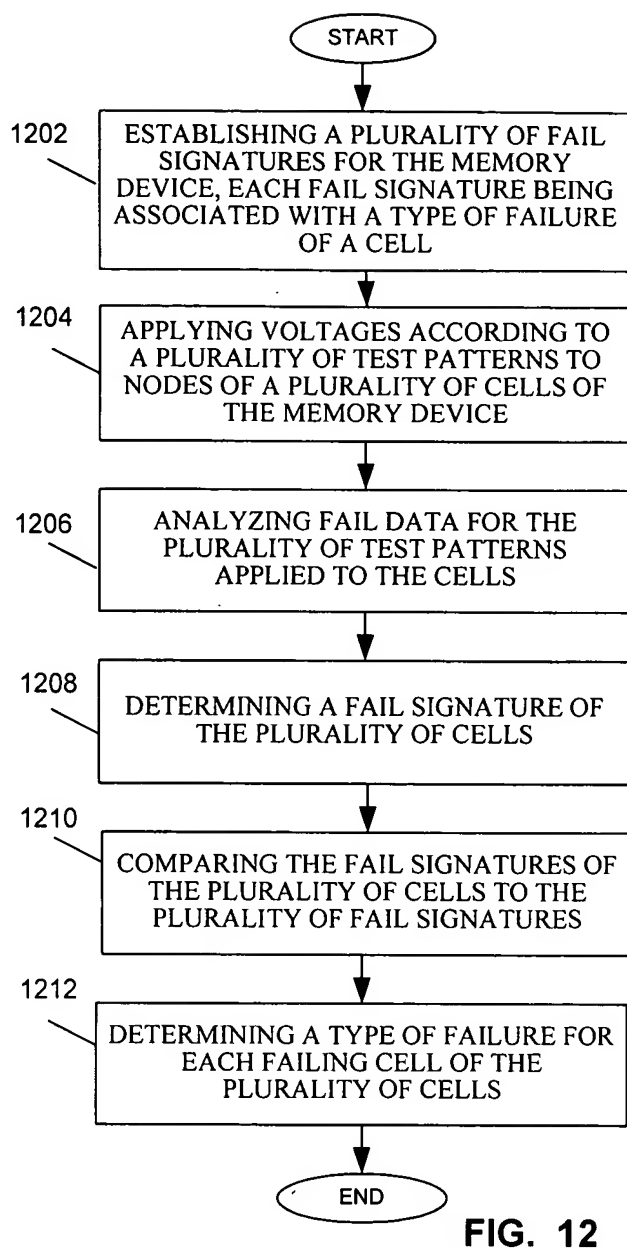 START
1202
ESTABLISHING A PLURALITY OF FAIL
SIGNATURES FOR THE MEMORY
DEVICE, EACH FAIL SIGNATURE BEING
ASSOCIATED WITH A TYPE OF FAILURE
OF A CELL
1204
APPLYING VOLTAGES ACCORDING TO
A PLURALITY OF TEST PATTERNS TO
NODES OF A PLURALITY OF CELLS OF
THE MEMORY DEVICE
1206
ANALYZING FAIL DATA FOR THE
PLURALITY OF TEST PATTERNS
APPLIED TO THE CELLS
1208
DETERMINING A FAIL SIGNATURE OF
THE PLURALITY OF CELLS
1210
COMPARING THE FAIL SIGNATURES OF
THE PLURALITY OF CELLS TO THE
PLURALITY OF FAIL SIGNATURES
1212
DETERMINING A TYPE OF FAILURE FOR
EACH FAILING CELL OF THE
PLURALITY OF CELLS
END
FIG. 12